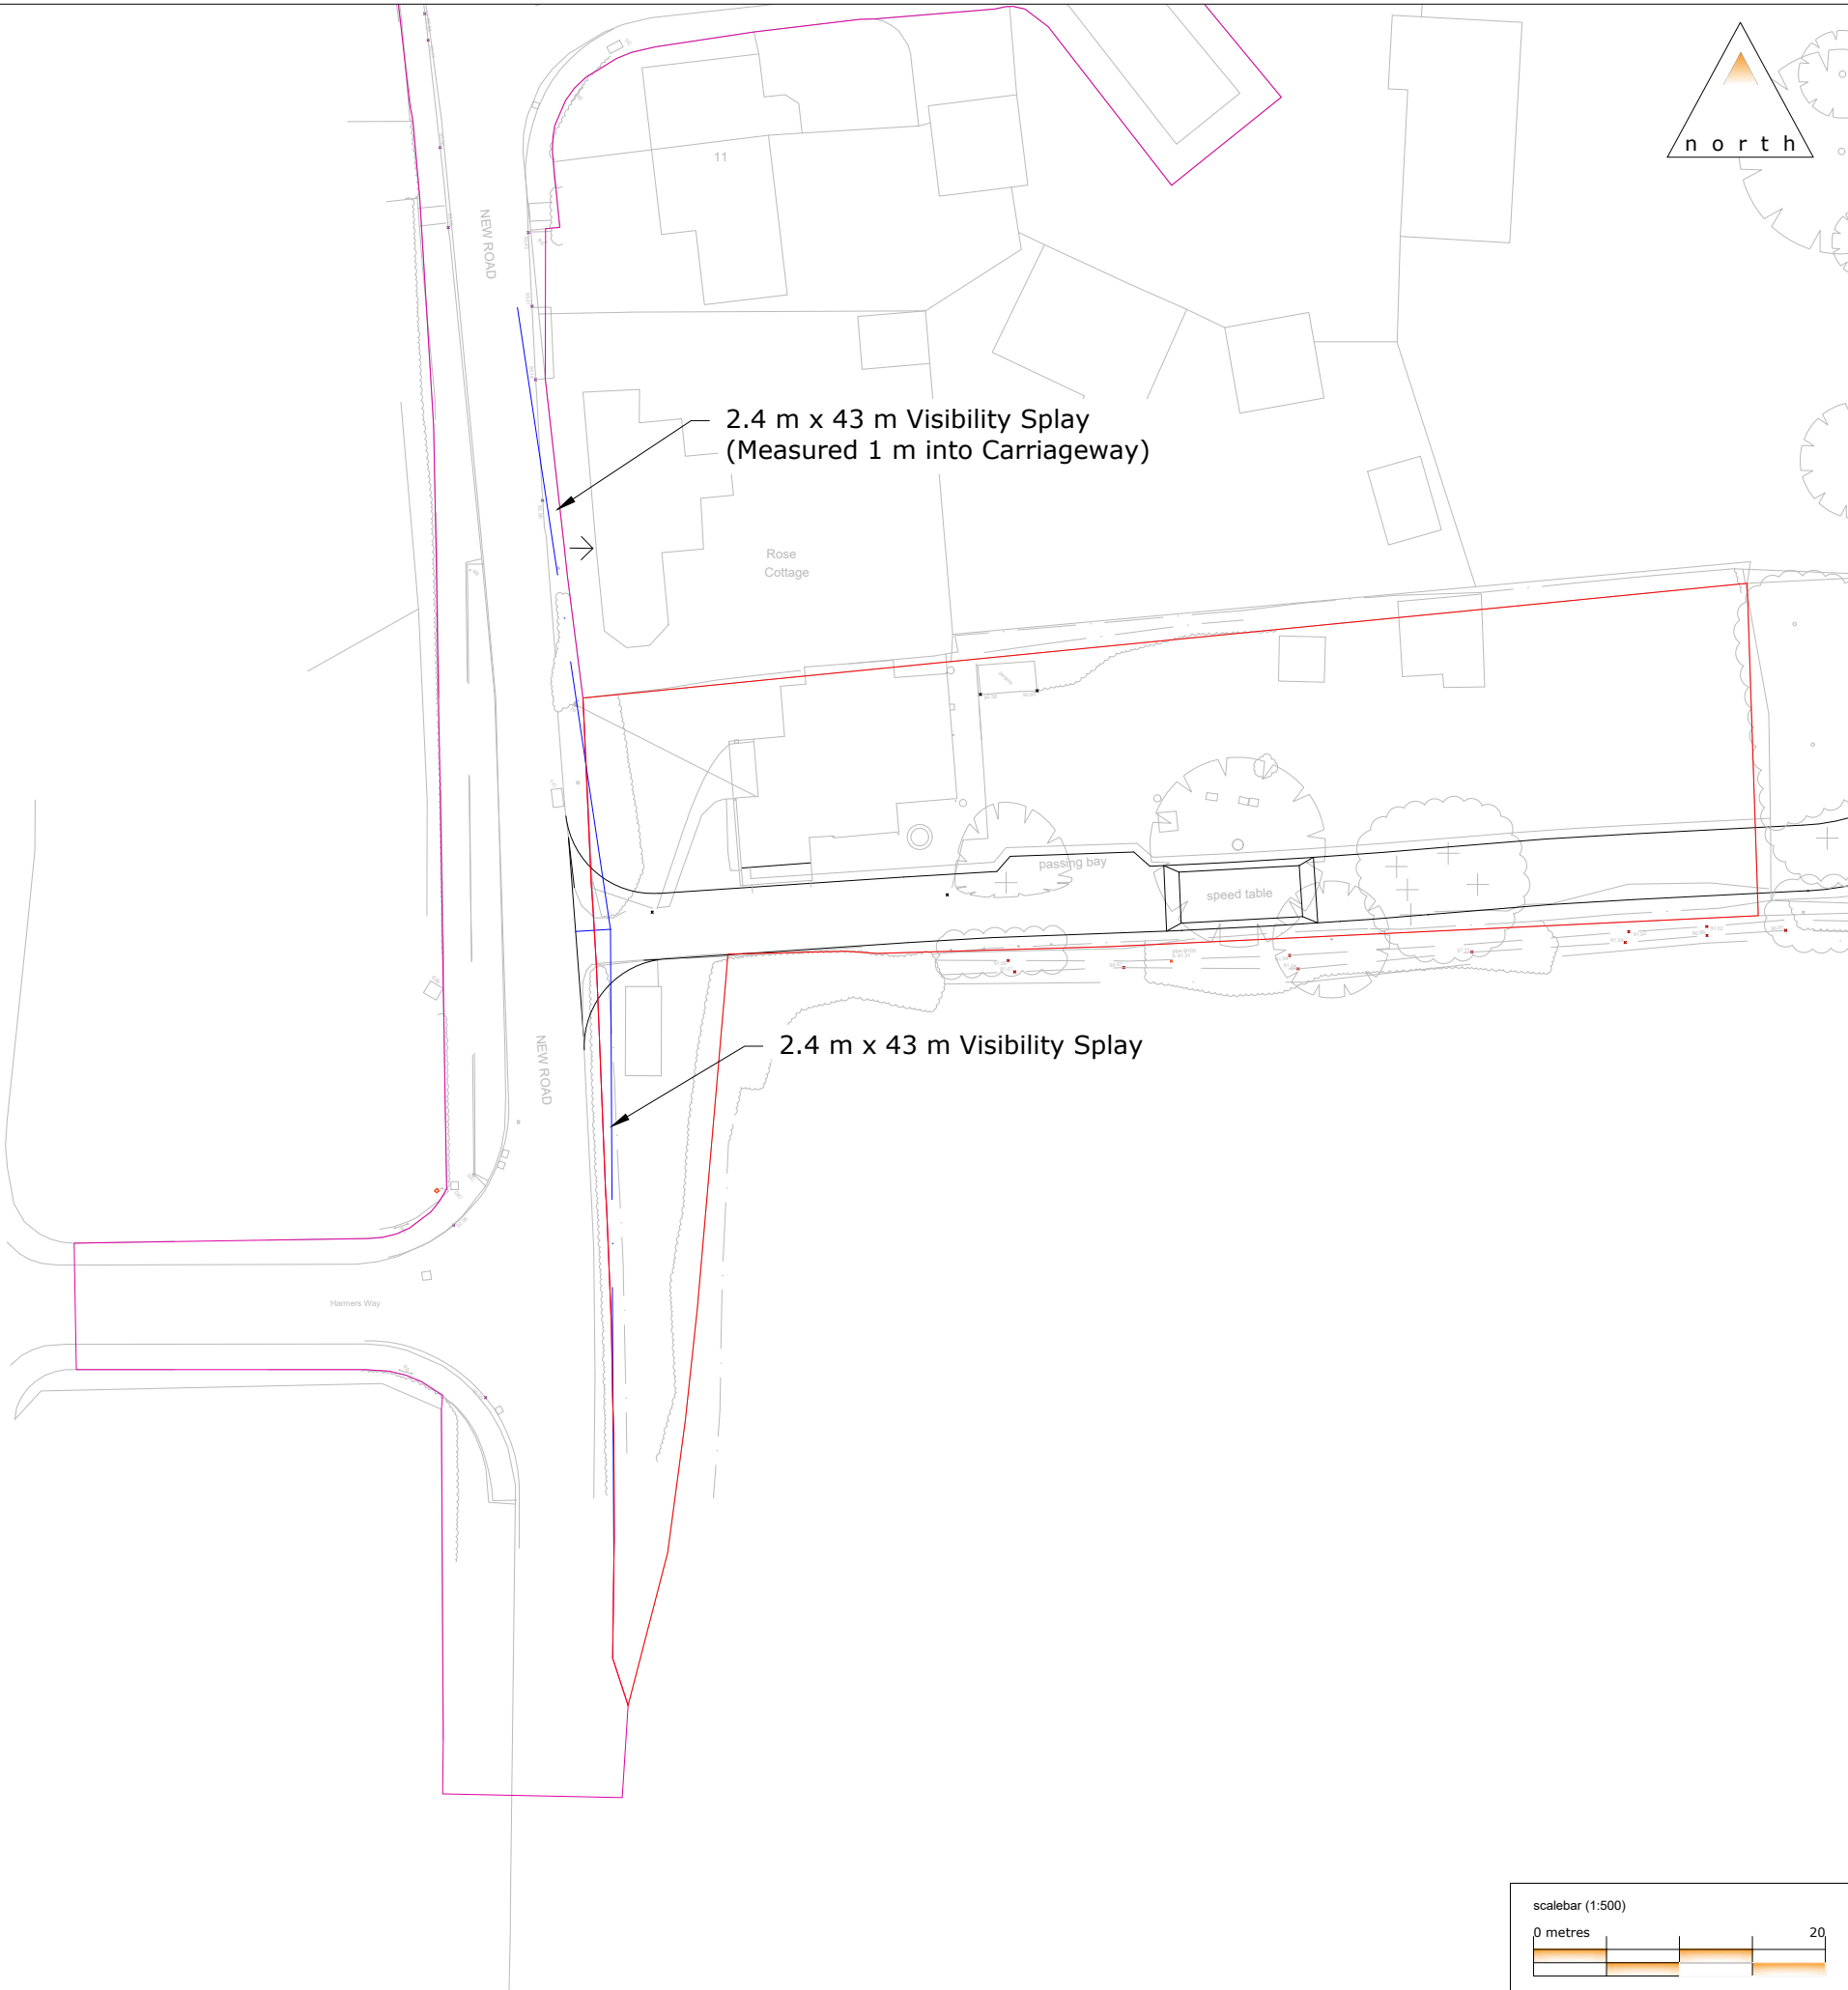 north
11
NEW ROAD
2.4 m x 43 m Visibility Splay
(Measured 1 m into Carriageway)
Rose
Cottage
passing bay
speed table
NEW ROAD
2.4 m x 43 m Visibility Splay
Harmers Way
scalebar (1:500)
0 metres 20